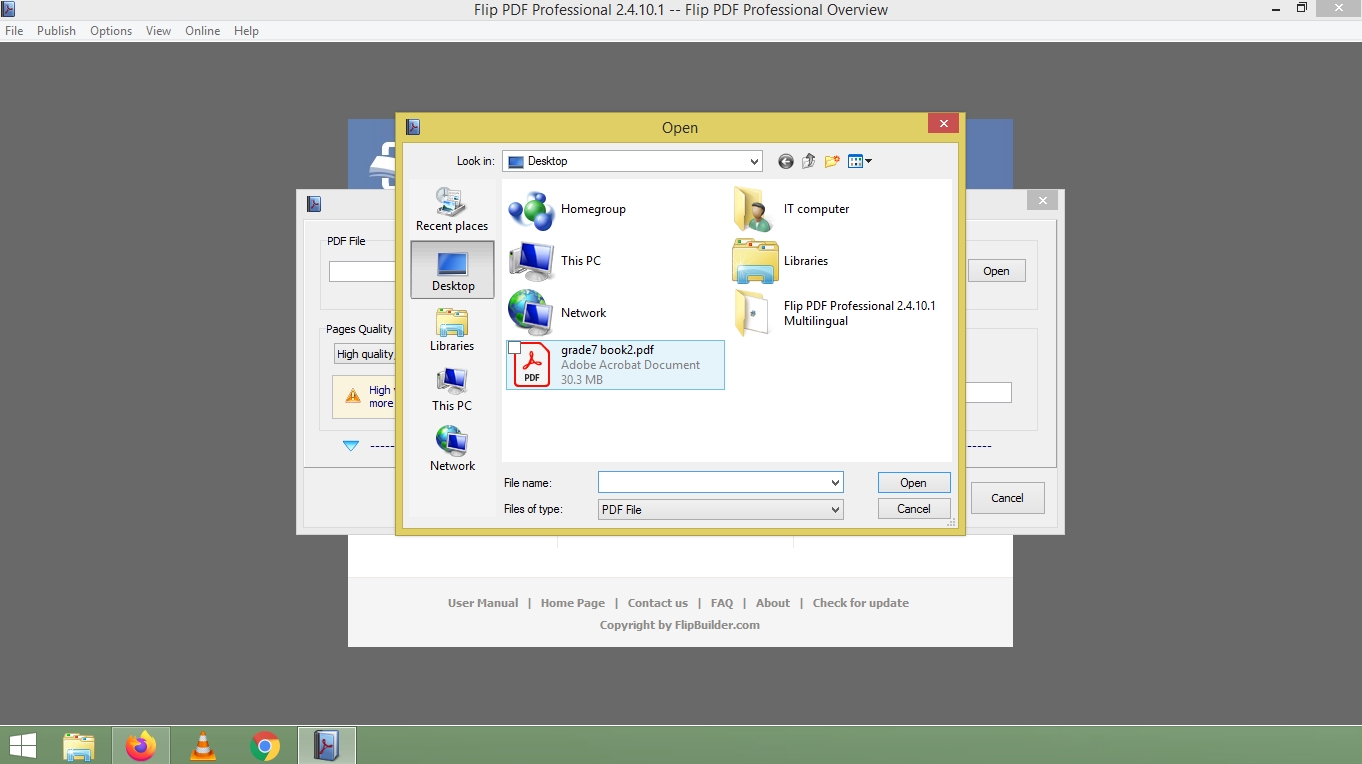 Flip PDF Professional 2.4.10.1 -- Flip PDF Professional Overview
File Publish Options View Online Help
Open
Look in: Desktop
Recent places
Desktop
Libraries
This PC
Network
Homegroup
IT computer
This PC
Libraries
Network
Flip PDF Professional 2.4.10.1
Multilingual
grade7 book2.pdf
Adobe Acrobat Document
30.3 MB
PDF
File name:
Open
Files of type: PDF File
Cancel
PDF File
Open
Pages Quality
High quality,
High
more
Cancel
User Manual | Home Page | Contact us | FAQ | About | Check for update
Copyright by FlipBuilder.com